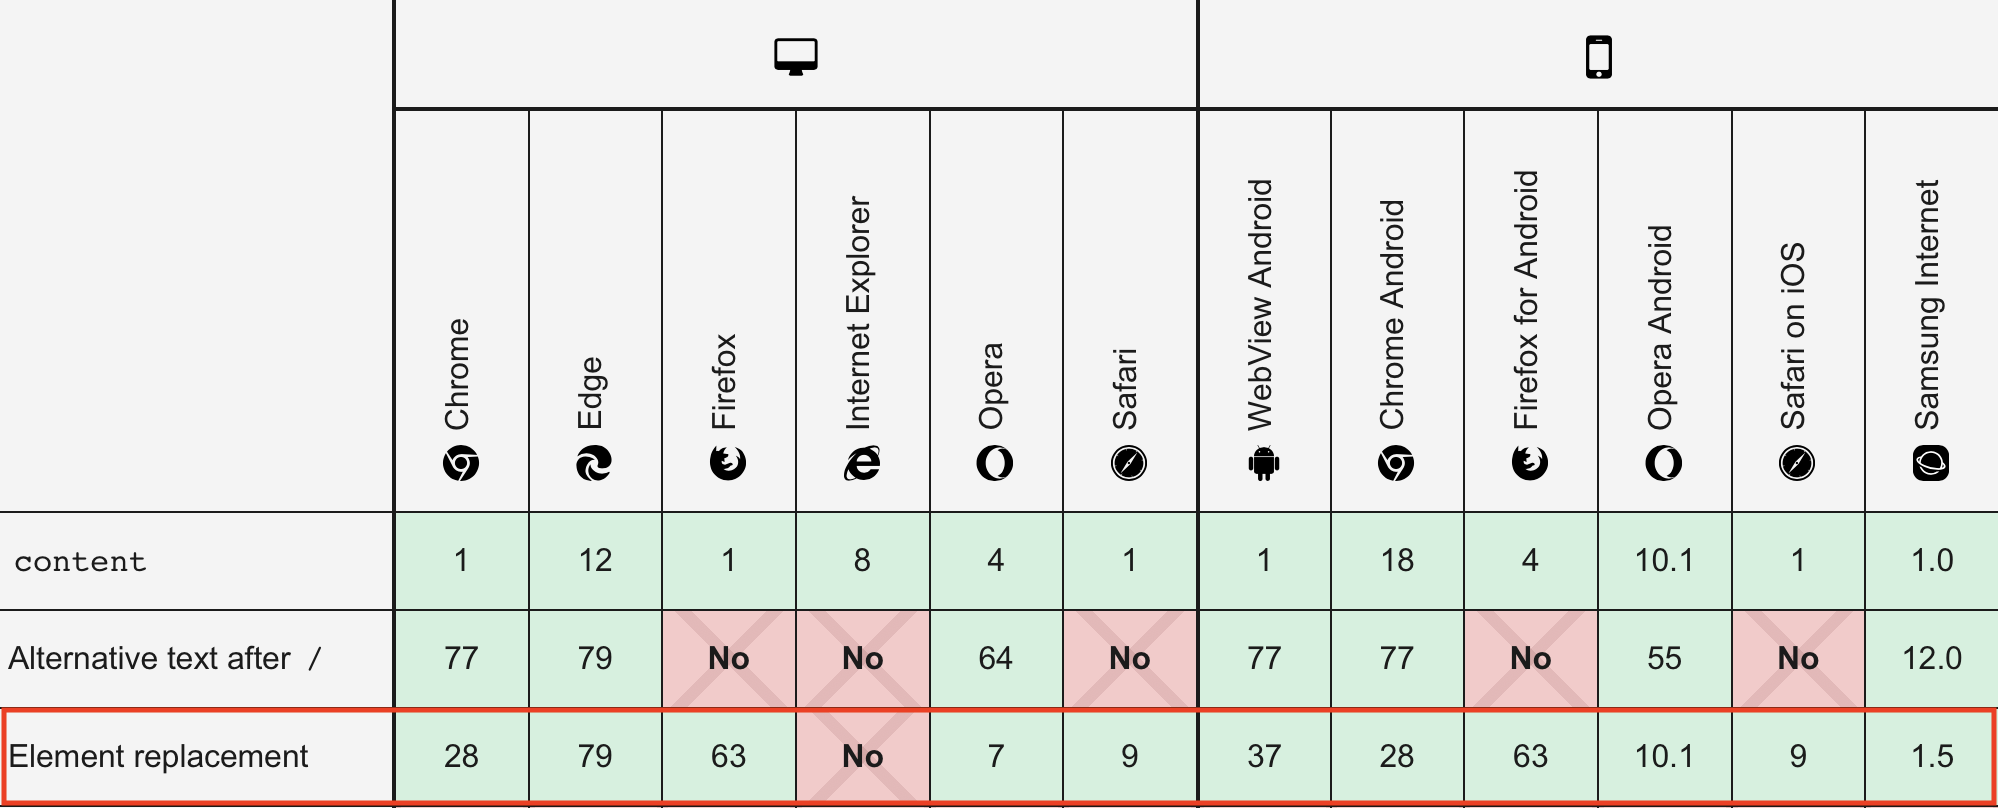 Chrome
Edge
Firefox
Internet Explorer
Opera
Safari
WebView Android
Chrome Android
Firefox for Android
Opera Android
Safari on iOS
Samsung Internet
content 1 12 1 8 4 1 1 18 4 10.1 1 1.0
Alternative text after / 77 79 No No 64 No 77 77 No 55 No 12.0
Element replacement 28 79 63 No 7 9 37 28 63 10.1 9 1.5